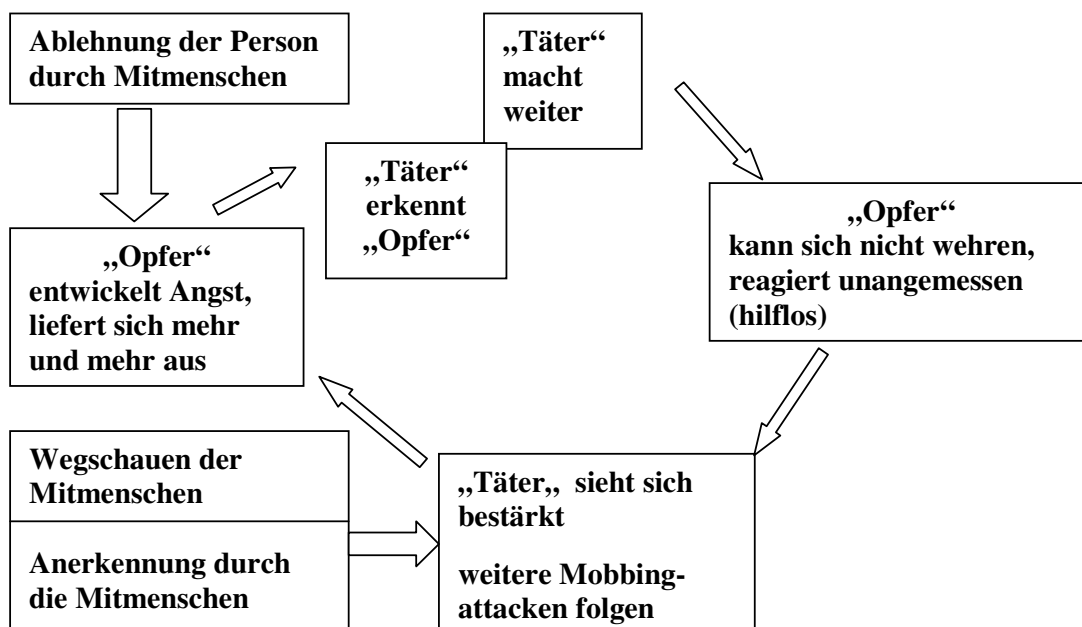 Ablehnung der Person
durch Mitmenschen
„Täter“
macht
weiter
„Täter“
erkennt
„Opfer“
„Opfer“
kann sich nicht wehren,
reagiert unangemessen
(hilflos)
„Opfer“
entwickelt Angst,
liefert sich mehr
und mehr aus
Wegschauen der
Mitmenschen
Anerkennung durch
die Mitmenschen
„Täter„ sieht sich
bestärkt
weitere Mobbing-
attacken folgen